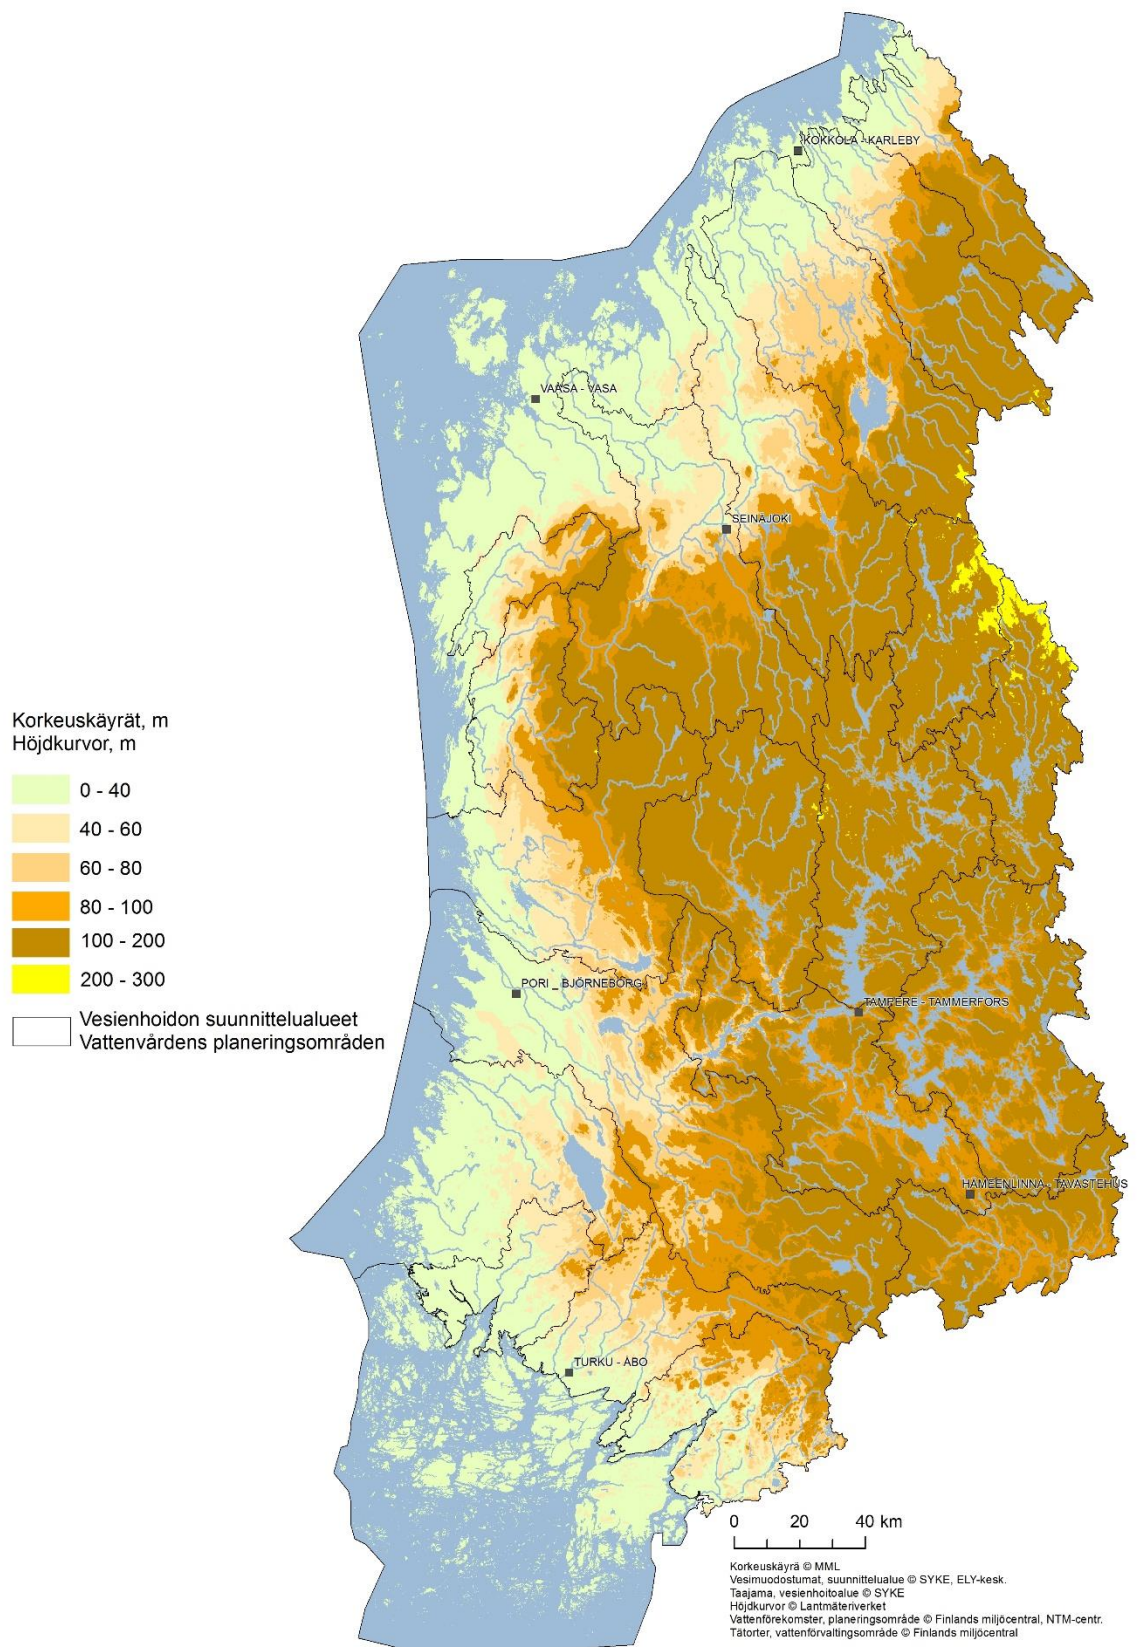 KOKKOLA - KARLEBY
VAASA - VASA
SEINÄJOKI
Korkeuskäyrät, m
Höjdkurvor, m
0 - 40
40 - 60
60 - 80
80 - 100
100 - 200
200 - 300
Vesienhoidon suunnittelualueet
Vattenvårdens planeringsområden
PORI _ BJÖRNEBORG
TAMPERE - TAMMERFORS
HÄMEENLINNA - TAVASTEHUS
TURKU - ÅBO
0 20 40 km
Korkeuskäyrä © MML
Vesimuodostumat, suunnittelualue © SYKE, ELY-kesk.
Taajama, vesienhoitoalue © SYKE
Höjdkurvor © Lantmäteriverket
Vattenförekomster, planeringsområde © Finlands miljöcentral, NTM-centr.
Tätorter, vattenförvaltingsområde © Finlands miljöcentral